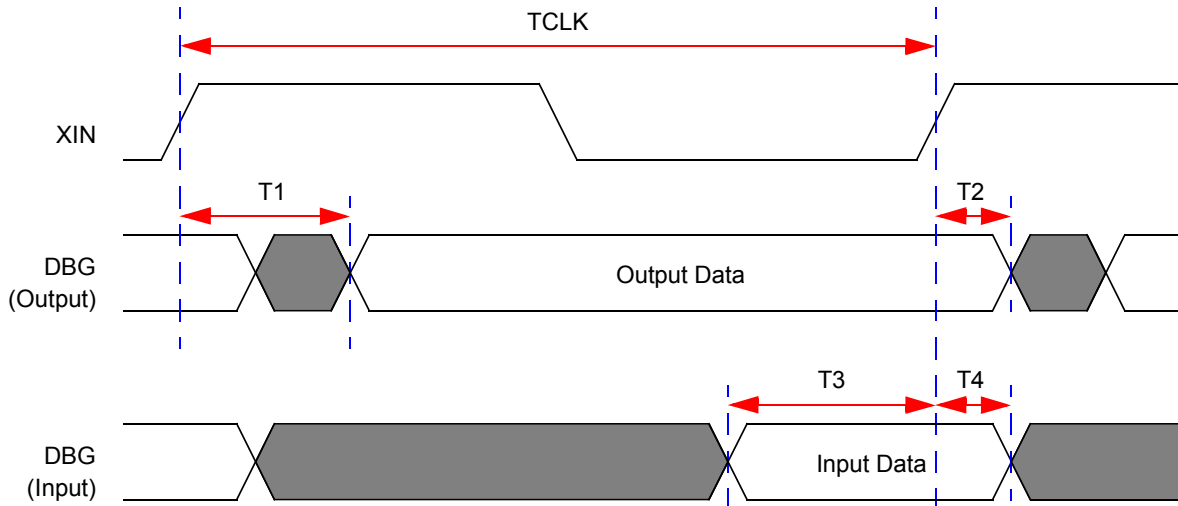 TCLK
XIN
T1
T2
DBG
(Output)
Output Data
T3
T4
DBG
(Input)
Input Data